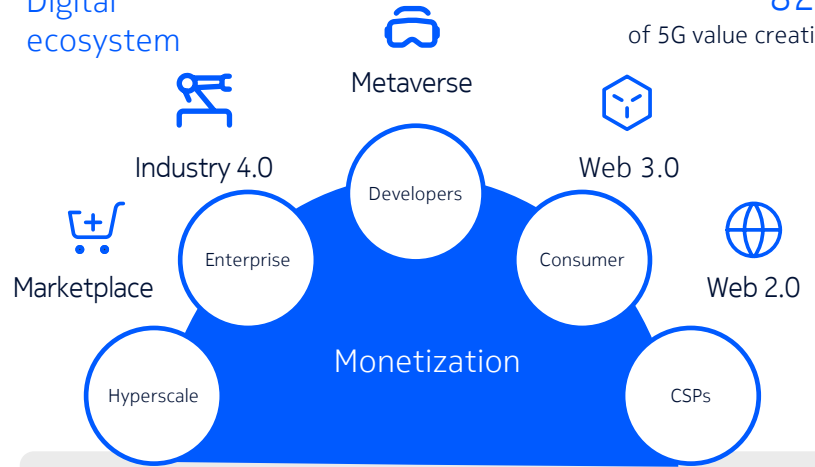 Digital
ecosystem
of 5G value
Metaverse
Industry 4.0
Web 3.0
Developers
Enterprise
Consumer
Marketplace
Web 2.0
Monetization
Hyperscale
CSPs